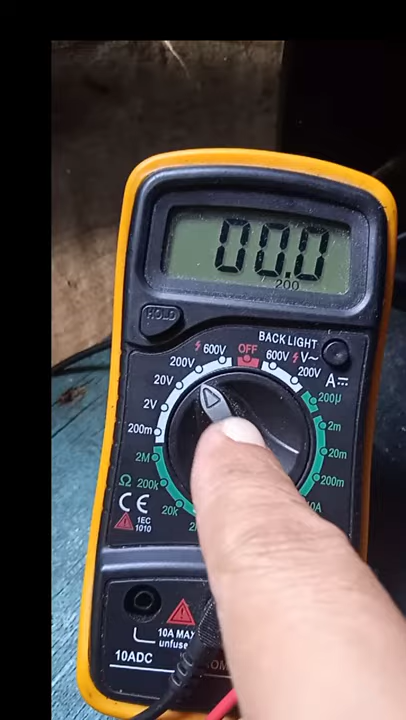 00.0
200
HOLD
BACK LIGHT
OFF
600V
200V
20V
2V
200m
600V V~
200V
A
200µ
2m
20m
200m
2M
Ω 200k
20k
CE
IEC
1010
10A MAX
unfuse
10ADC